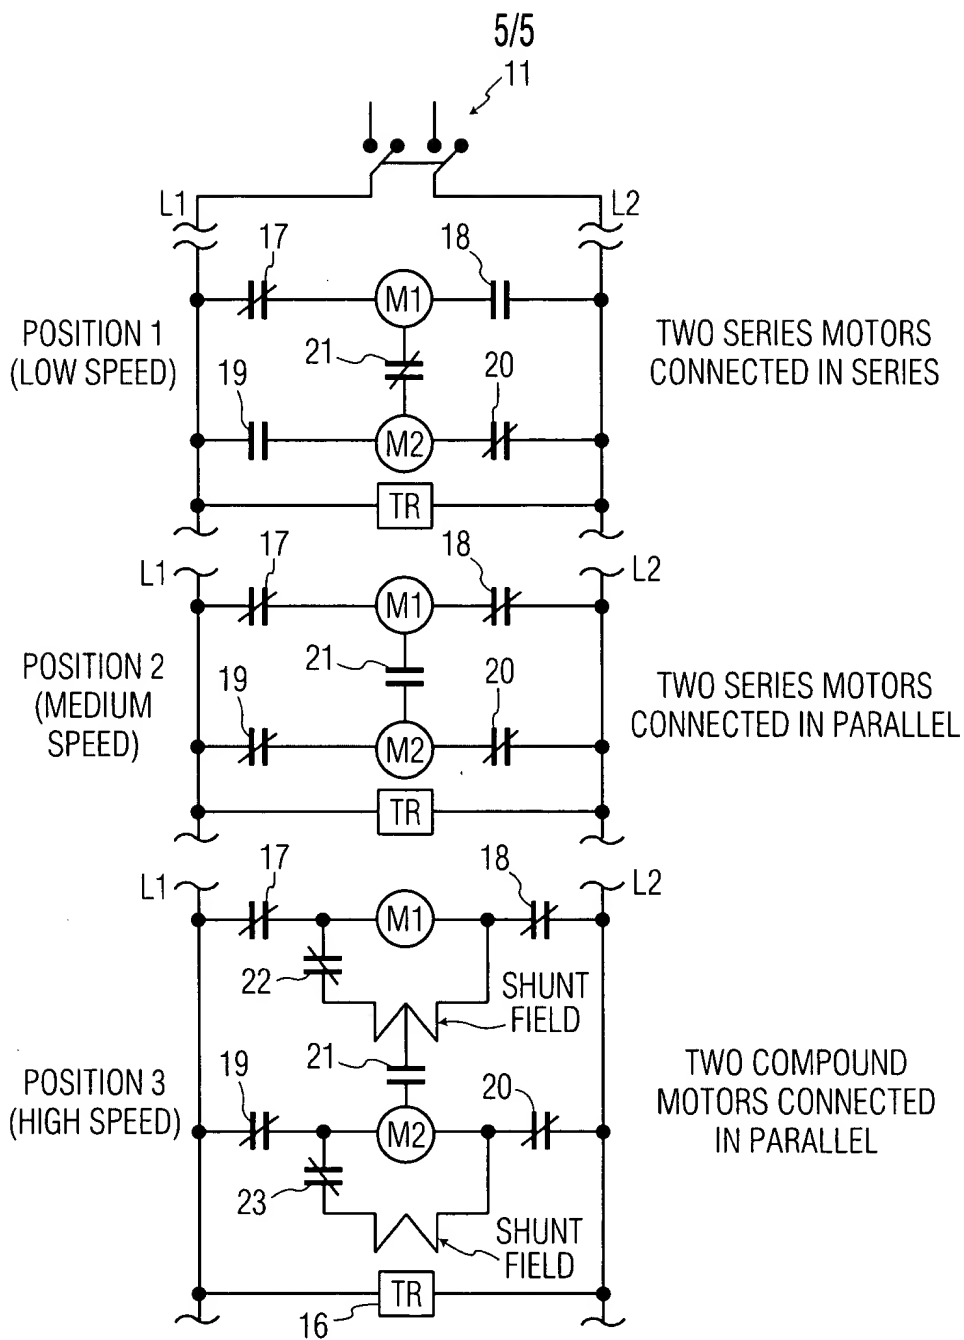 5/5
11
L1
L2
17
18
M1
POSITION 1
(LOW SPEED)
21
TWO SERIES MOTORS
CONNECTED IN SERIES
19
20
M2
TR
17
18
L1
L2
M1
POSITION 2
(MEDIUM
SPEED)
21
TWO SERIES MOTORS
CONNECTED IN PARALLEL
19
20
M2
TR
17
18
L1
L2
M1
22
SHUNT
FIELD
21
POSITION 3
(HIGH SPEED)
19
20
TWO COMPOUND
MOTORS CONNECTED
IN PARALLEL
M2
23
SHUNT
FIELD
TR
16